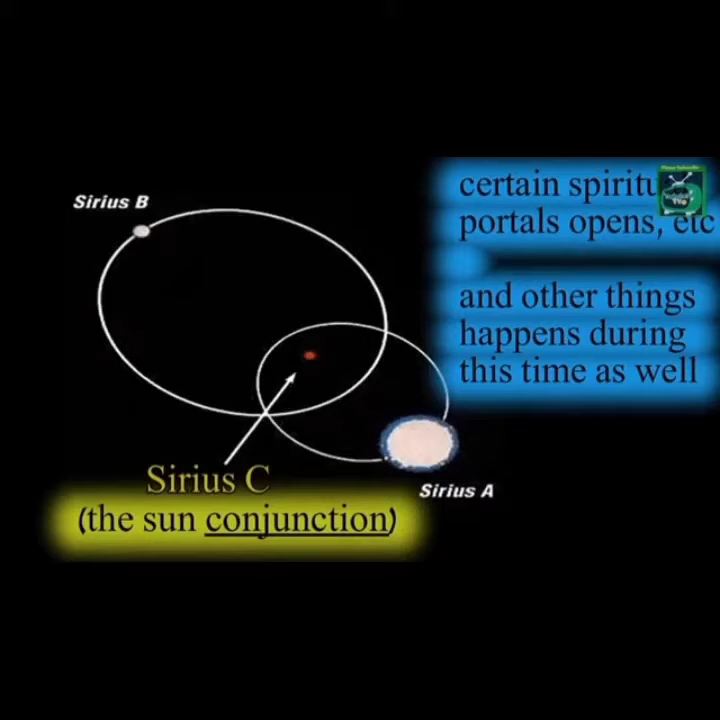 certain spiritu
portals opens, etc
Sirius B
and other things
happens during
this time as well
Sirius C
(the sun conjunction)
Sirius A